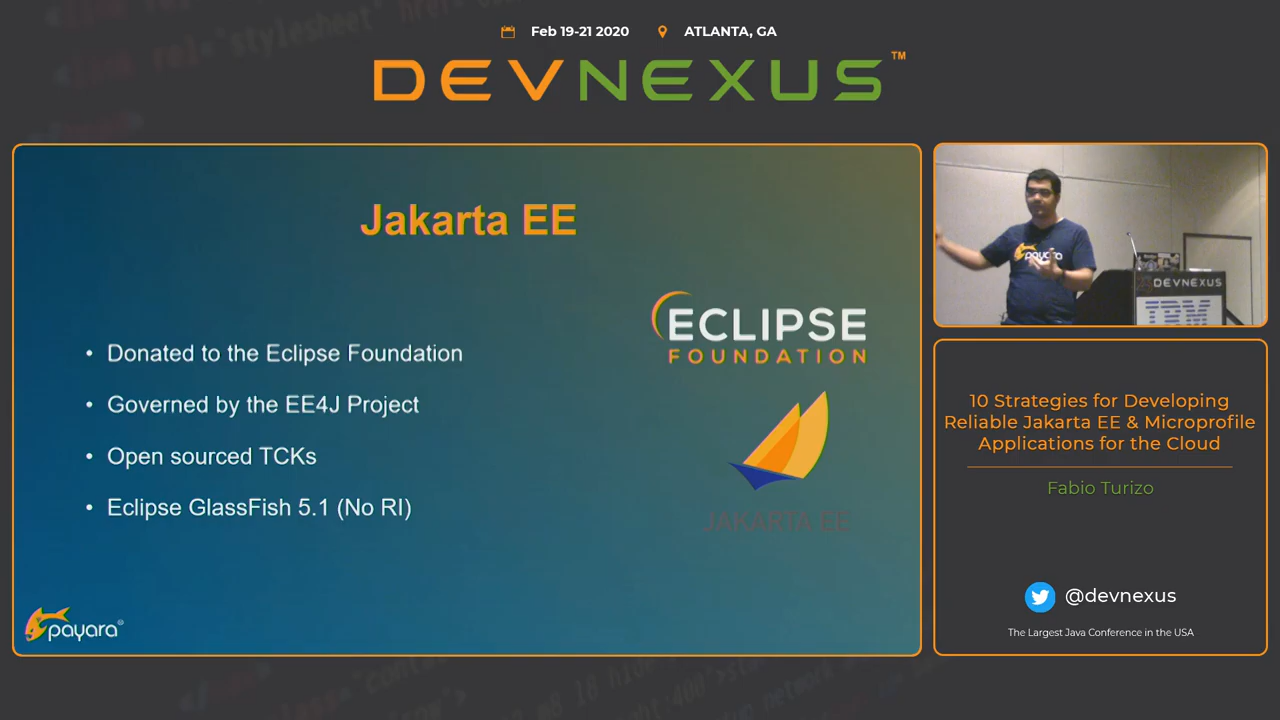 Feb 19-21 2020 ATLANTA, GA
DEVNEXUS™
Jakarta EE
• Donated to the Eclipse Foundation
• Governed by the EE4J Project
• Open sourced TCKs
• Eclipse GlassFish 5.1 (No RI)
ECLIPSE
FOUNDATION
JAKARTA EE
payara®
payara
DEVNEXUS
IBM
10 Strategies for Developing
Reliable Jakarta EE & Microprofile
Applications for the Cloud
Fabio Turizo
@devnexus
The Largest Java Conference in the USA